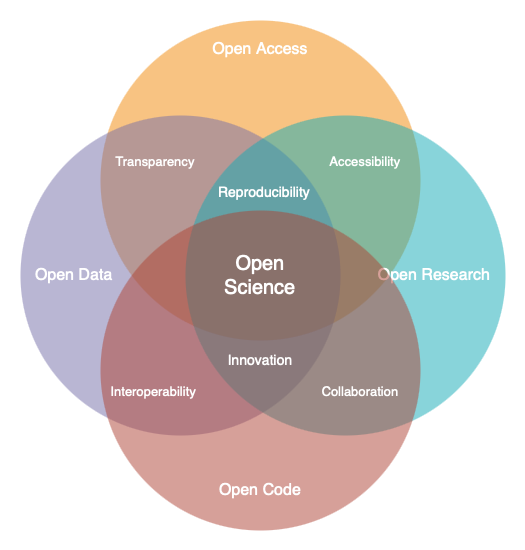 Open Access
Transparency
Accessibility
Reproducibility
Open Data
Open
Science
Open Research
Innovation
Interoperability
Collaboration
Open Code